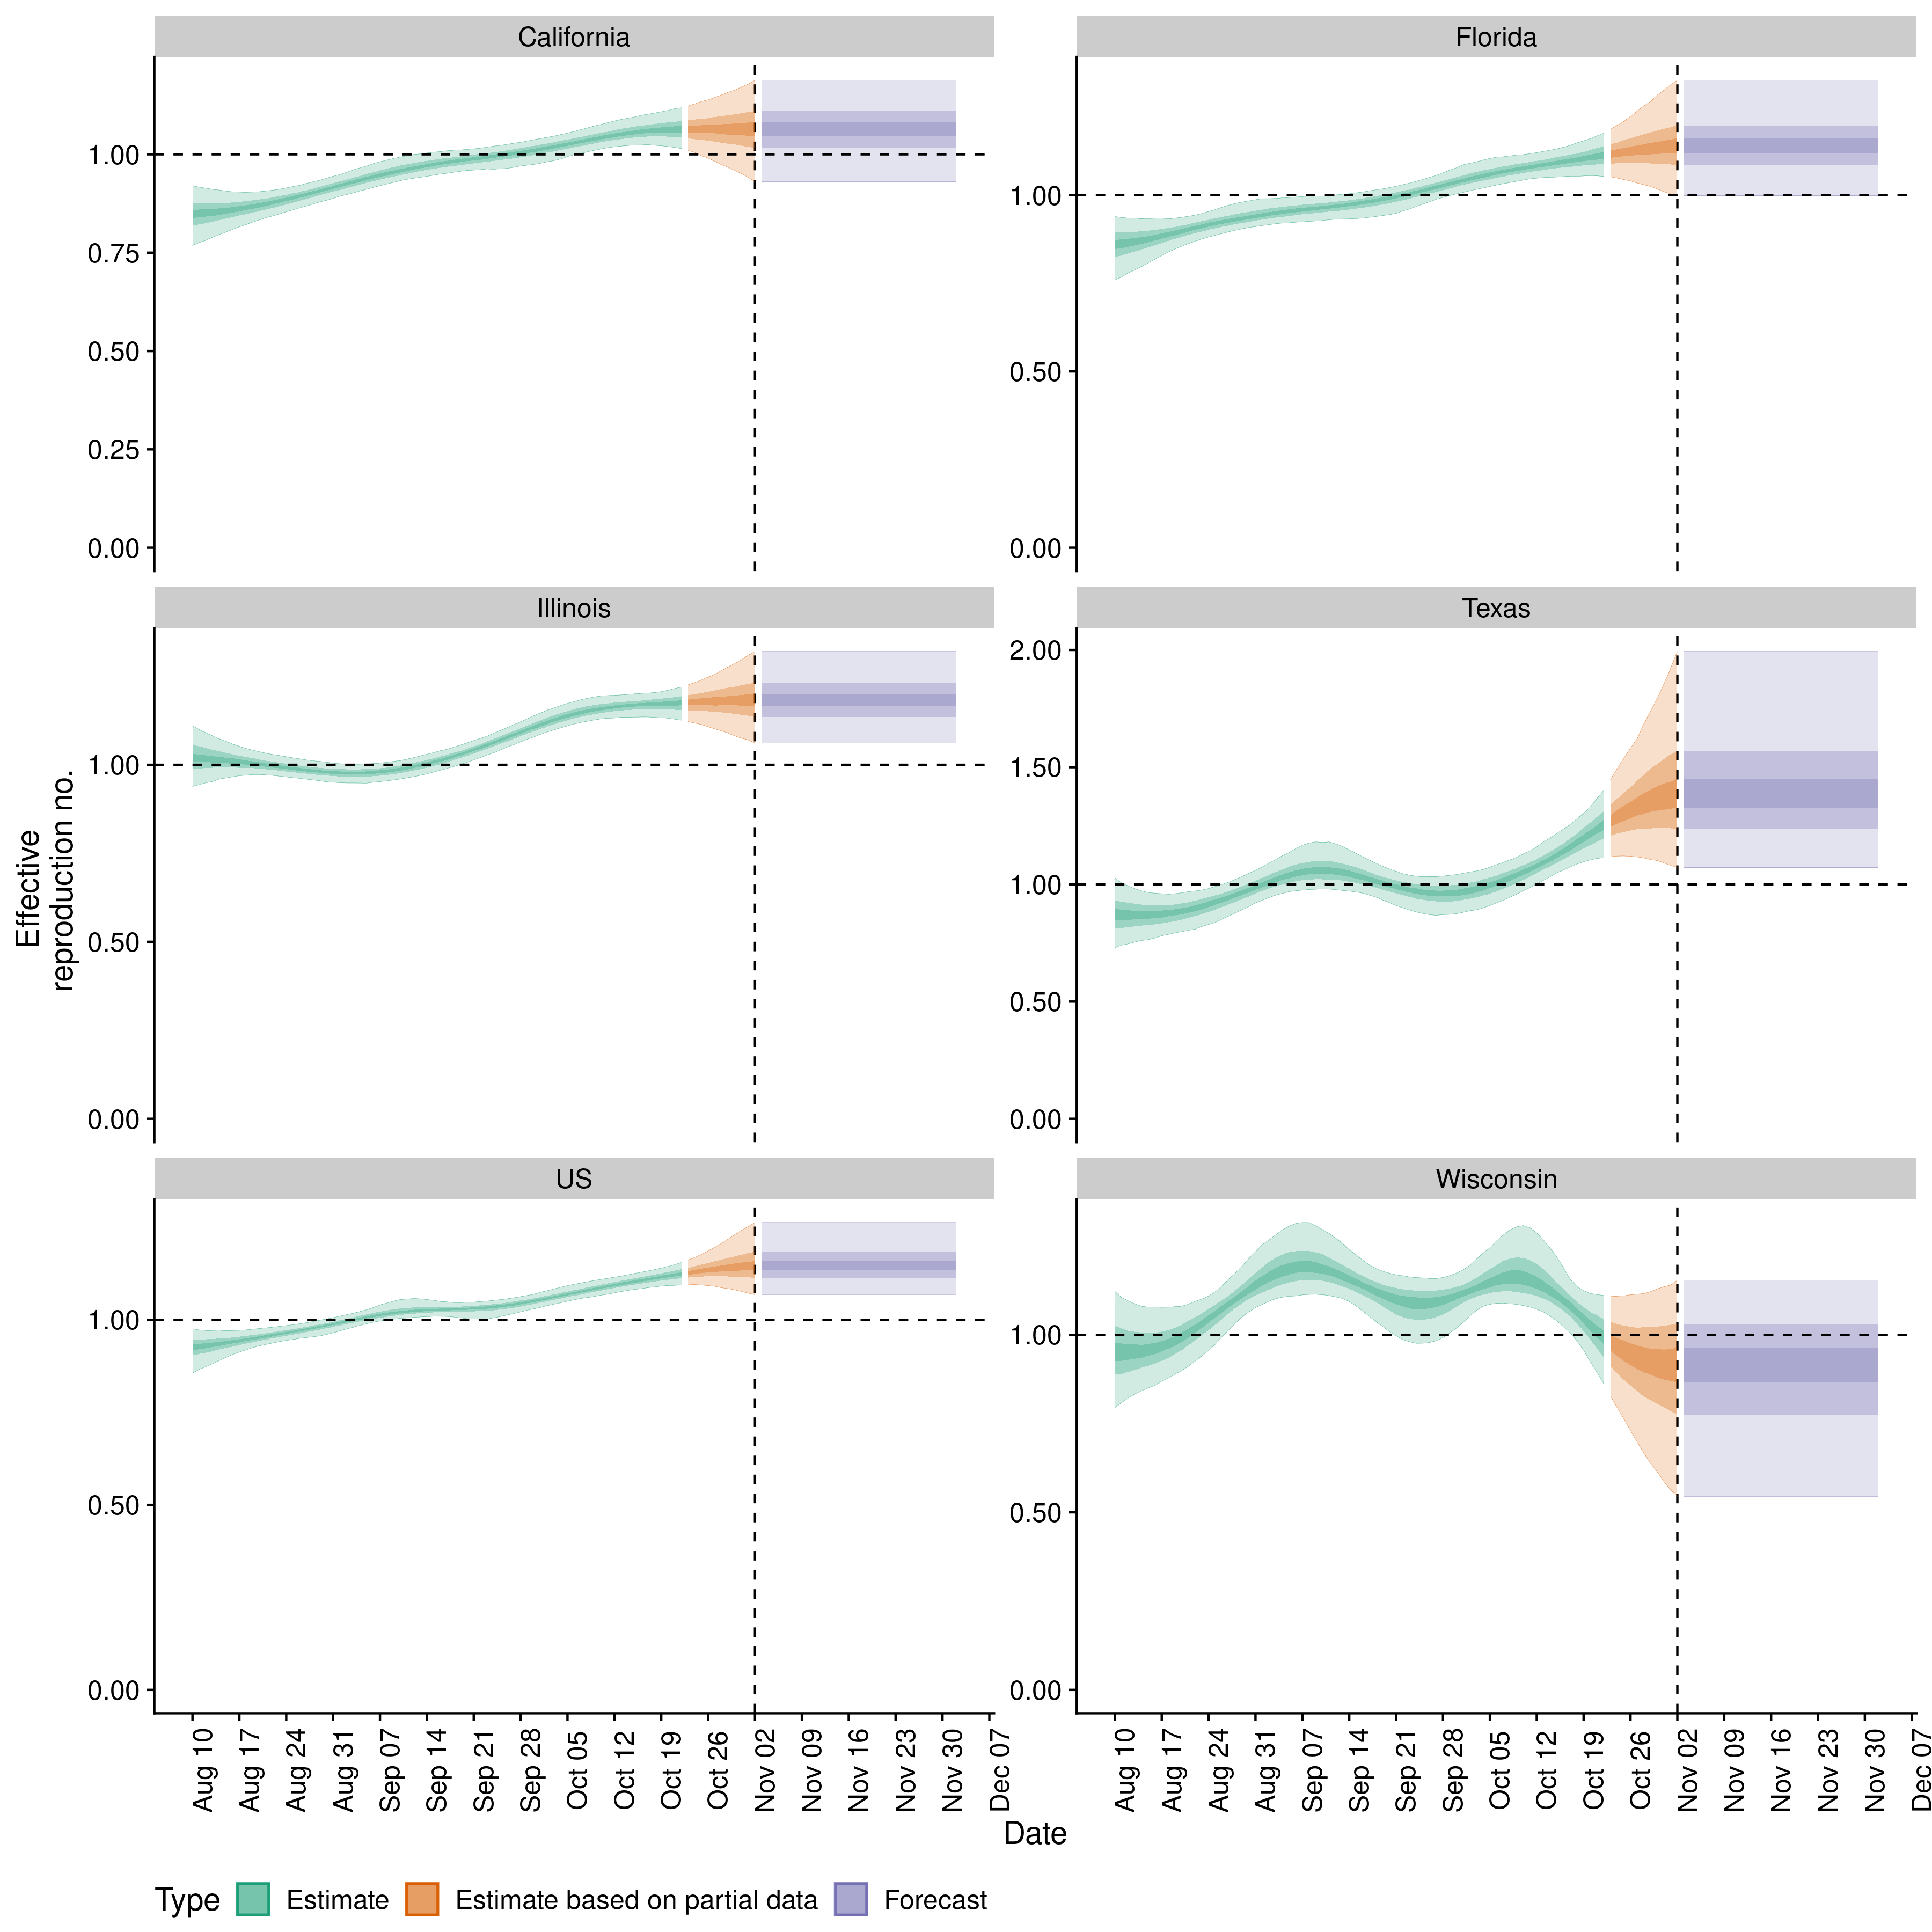 California
Florida
1.00
0.75
0.50
0.25
0.00
1.00
0.50
0.00
Illinois
Texas
1.00
0.50
0.00
2.00
1.50
1.00
0.50
0.00
Effective
reproduction no.
US
Wisconsin
1.00
0.50
0.00
1.00
0.50
0.00
Aug 10
Aug 17
Aug 24
Aug 31
Sep 07
Sep 14
Sep 21
Sep 28
Oct 05
Oct 12
Oct 19
Oct 26
Nov 02
Nov 09
Nov 16
Nov 23
Nov 30
Dec 07
Aug 10
Aug 17
Aug 24
Aug 31
Sep 07
Sep 14
Sep 21
Sep 28
Oct 05
Oct 12
Oct 19
Oct 26
Nov 02
Nov 09
Nov 16
Nov 23
Nov 30
Dec 07
Date
Type Estimate Estimate based on partial data Forecast